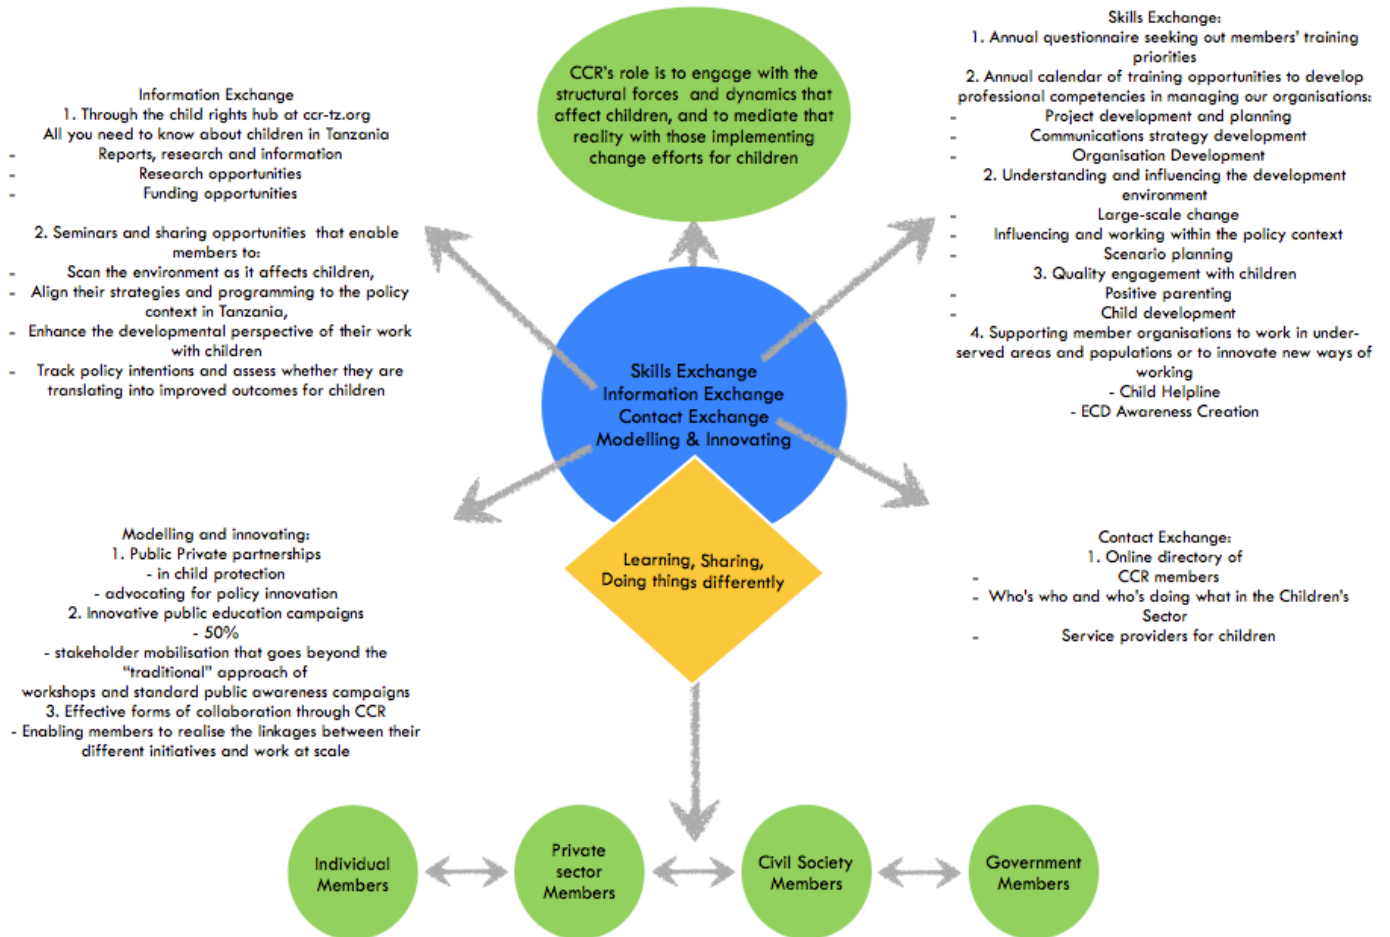 CCR's role is to engage with the
structural forces and dynamics that
affect children, and to mediate that
reality with those implementing
change efforts for children
Information Exchange
1. Through the child rights hub at ccr-tz.org
All you need to know about children in Tanzania
- Reports, research and information
- Research opportunities
- Funding opportunities
2. Seminars and sharing opportunities that enable
members to:
- Scan the environment as it affects children,
- Align their strategies and programming to the policy
context in Tanzania,
- Enhance the developmental perspective of their work
with children
- Track policy intentions and assess whether they are
translating into improved outcomes for children
Skills Exchange:
1. Annual questionnaire seeking out members' training
priorities
2. Annual calendar of training opportunities to develop
professional competencies in managing our organisations:
- Project development and planning
- Communications strategy development
- Organisation Development
2. Understanding and influencing the development
environment
- Large-scale change
- Influencing and working within the policy context
- Scenario planning
3. Quality engagement with children
- Positive parenting
- Child development
4. Supporting member organisations to work in under-
served areas and populations or to innovate new ways of
working
- Child Helpline
- ECD Awareness Creation
Skills Exchange
Information Exchange
Contact Exchange
Modelling & Innovating
Learning, Sharing,
Doing things differently
Modelling and innovating:
1. Public Private partnerships
- in child protection
- advocating for policy innovation
2. Innovative public education campaigns
- 50%
- stakeholder mobilisation that goes beyond the
"traditional" approach of
workshops and standard public awareness campaigns
3. Effective forms of collaboration through CCR
- Enabling members to realise the linkages between their
different initiatives and work at scale
Contact Exchange:
1. Online directory of
- CCR members
- Who's who and who's doing what in the Children's
Sector
- Service providers for children
Individual
Members
Private
sector
Members
Civil Society
Members
Government
Members